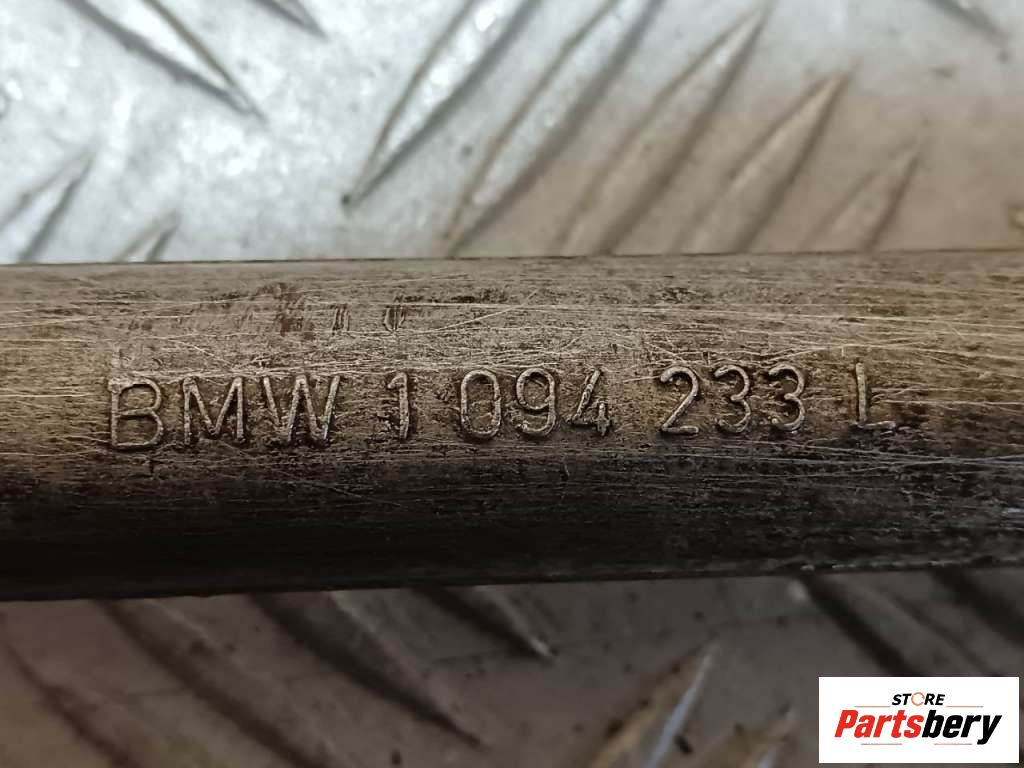 BMW 1 094 233 L
STORE
Partsbery